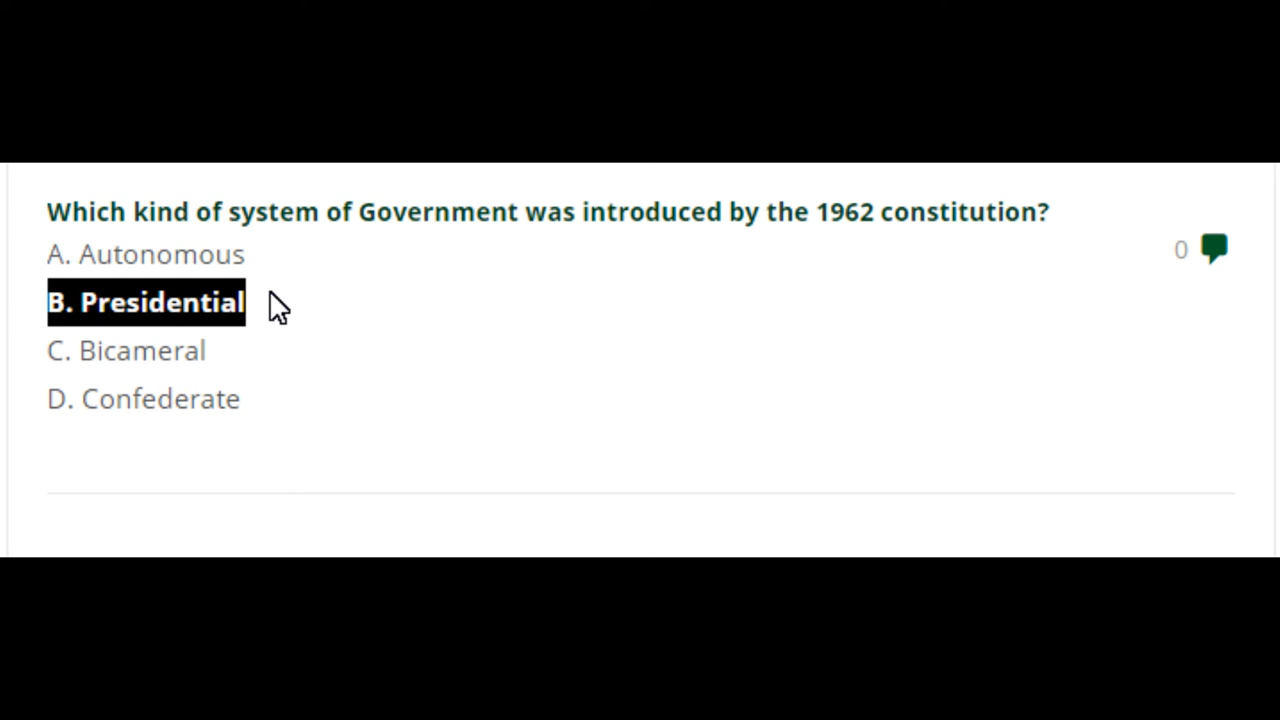 Which kind of system of Government was introduced by the 1962 constitution?
A. Autonomous
0
B. Presidential
C. Bicameral
D. Confederate